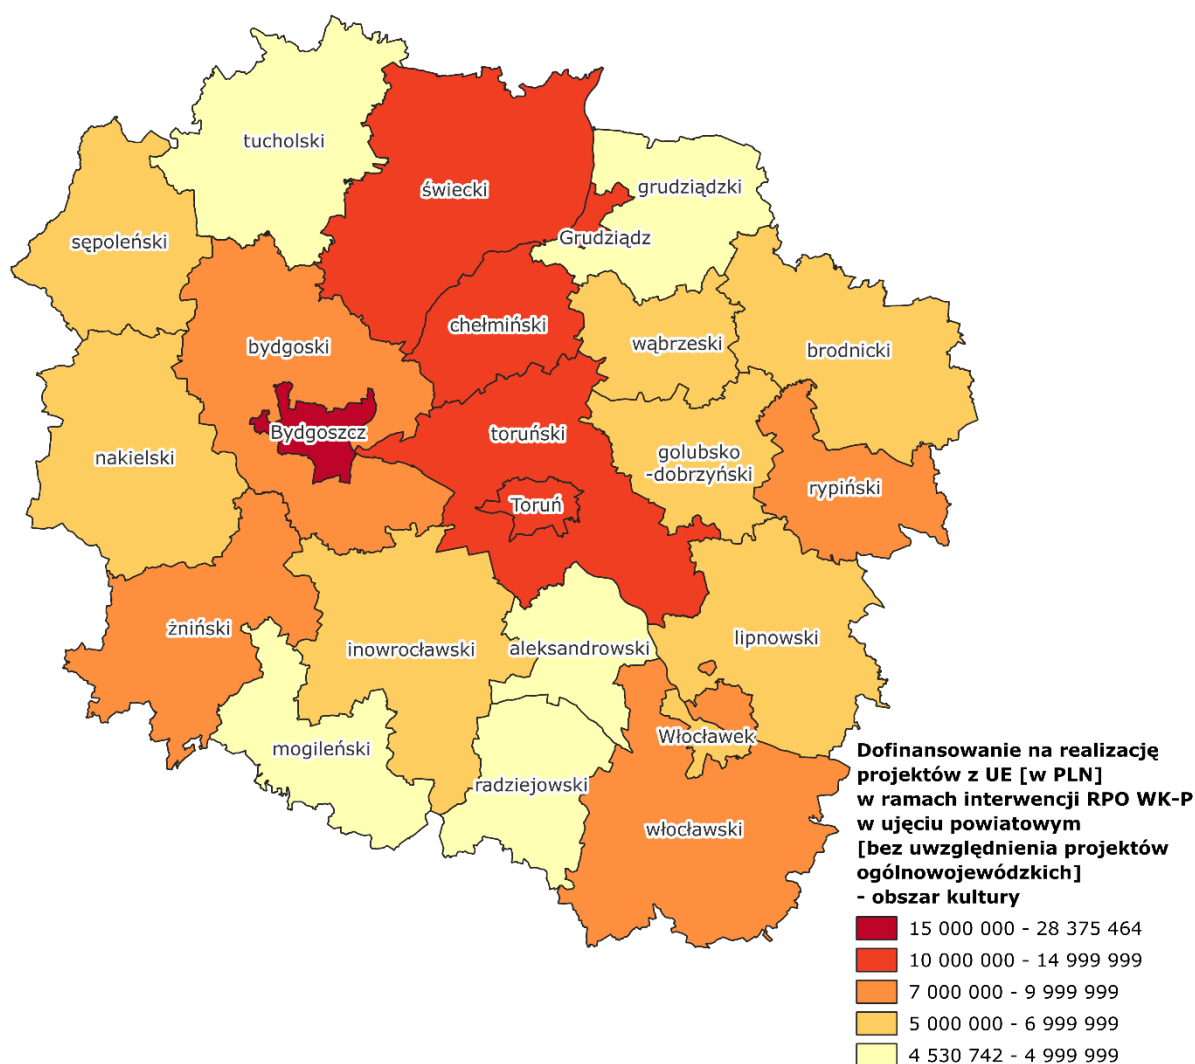 tucholski
świecki
grudziądzki
Grudziądz
sępoleński
chełmiński
wąbrzeski
bydgoski
brodnicki
Bydgoszcz
toruński
nakielski
golubsko
-dobrzyński
rypiński
Toruń
żniński
inowrocławski
aleksandrowski
lipnowski
mogileński
Włocławek
radziejowski
włocławski
Dofinansowanie na realizację
projektów z UE [w PLN]
w ramach interwencji RPO WK-P
w ujęciu powiatowym
[bez uwzględnienia projektów
ogólnowojewódzkich]
- obszar kultury
15 000 000 - 28 375 464
10 000 000 - 14 999 999
7 000 000 - 9 999 999
5 000 000 - 6 999 999
4 530 742 - 4 999 999